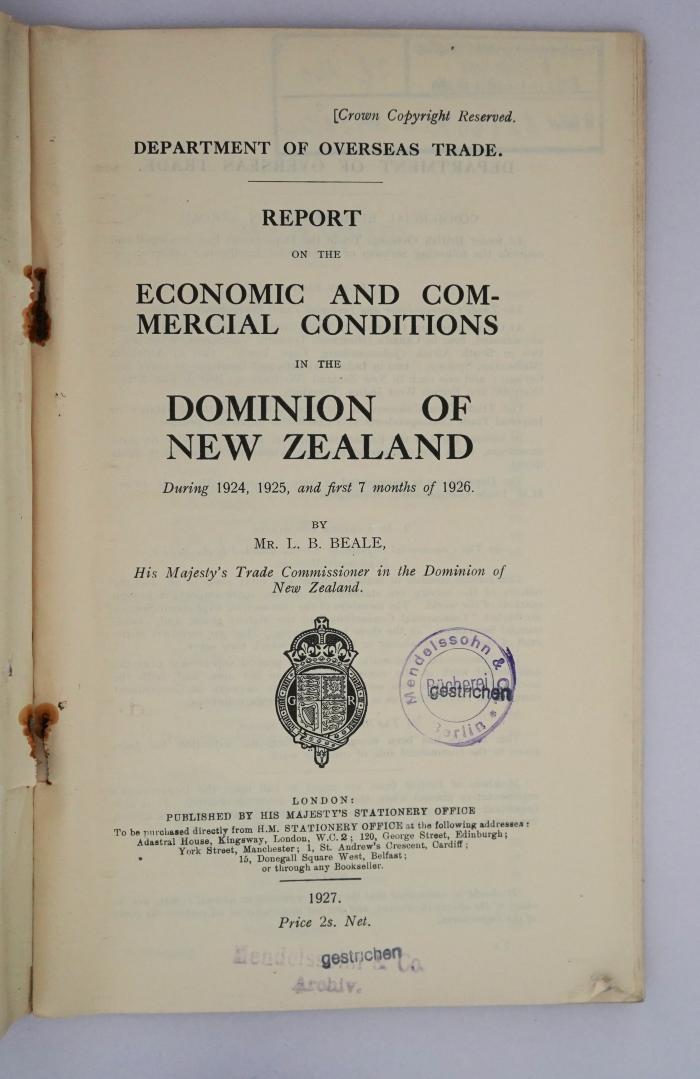 [Crown Copyright Reserved.
DEPARTMENT OF OVERSEAS TRADE.
REPORT
ON THE
ECONOMIC AND COM-
MERCIAL CONDITIONS
IN THE
DOMINION OF
NEW ZEALAND
During 1924, 1925, and first 7 months of 1926.
BY
MR. L. B. BEALE,
His Majesty's Trade Commissioner in the Dominion of
New Zealand.
G R
Mendelssohn & Co.
Bücherei
gestrichen
* Berlin *
LONDON:
PUBLISHED BY HIS MAJESTY'S STATIONERY OFFICE
To be purchased directly from H.M. STATIONERY OFFICE at the following addresses:
Adastral House, Kingsway, London, W.C. 2; 120, George Street, Edinburgh;
York Street, Manchester; 1, St. Andrew's Crescent, Cardiff;
15, Donegall Square West, Belfast;
or through any Bookseller.
1927.
Price 2s. Net.
Mendelssohn & Co.
gestrichen
Archiv.